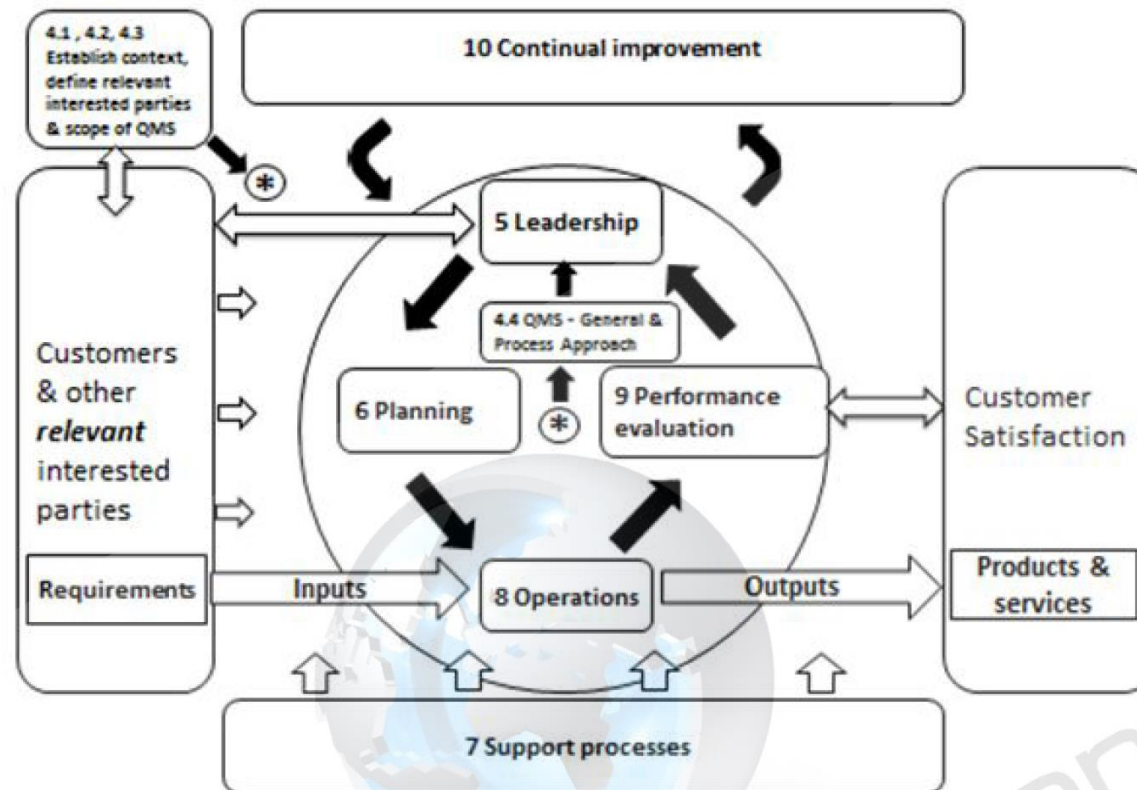 4.1 , 4.2, 4.3
Establish context,
define relevant
interested parties
& scope of QMS
10 Continual improvement
*
5 Leadership
4.4 QMS - General &
Process Approach
Customers
& other
relevant
interested
parties
6 Planning
*
9 Performance
evaluation
Customer
Satisfaction
Requirements
Inputs
8 Operations
Outputs
Products &
services
7 Support processes